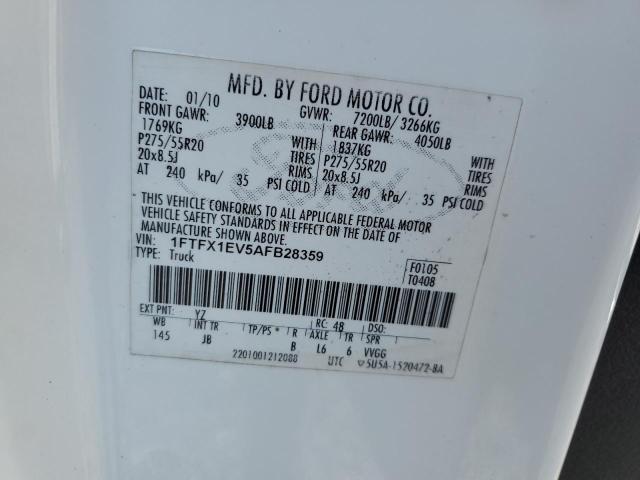 MFD. BY FORD MOTOR CO.
DATE: 01/10 GVWR: 7200LB/ 3266KG
FRONT GAWR: 3900LB REAR GAWR: 4050LB
1769KG WITH 1837KG WITH
P275/55R20 TIRES P275/55R20 TIRES
20x8.5J RIMS 20x8.5J RIMS
AT 240 kPa/ 35 PSI COLD AT 240 kPa/ 35 PSI COLD
THIS VEHICLE CONFORMS TO ALL APPLICABLE FEDERAL MOTOR
VEHICLE SAFETY STANDARDS IN EFFECT ON THE DATE OF
MANUFACTURE SHOWN ABOVE.
VIN: 1FTFX1EV5AFB28359
TYPE: Truck
F0105
T0408
EXT PNT: YZ RC: 48 DSO:
WB INT TR TP/PS R AXLE TR SPR
145 JB B L6 6 VVGG
2201001212088 UTC 5U5A-1520472-BA
Ford